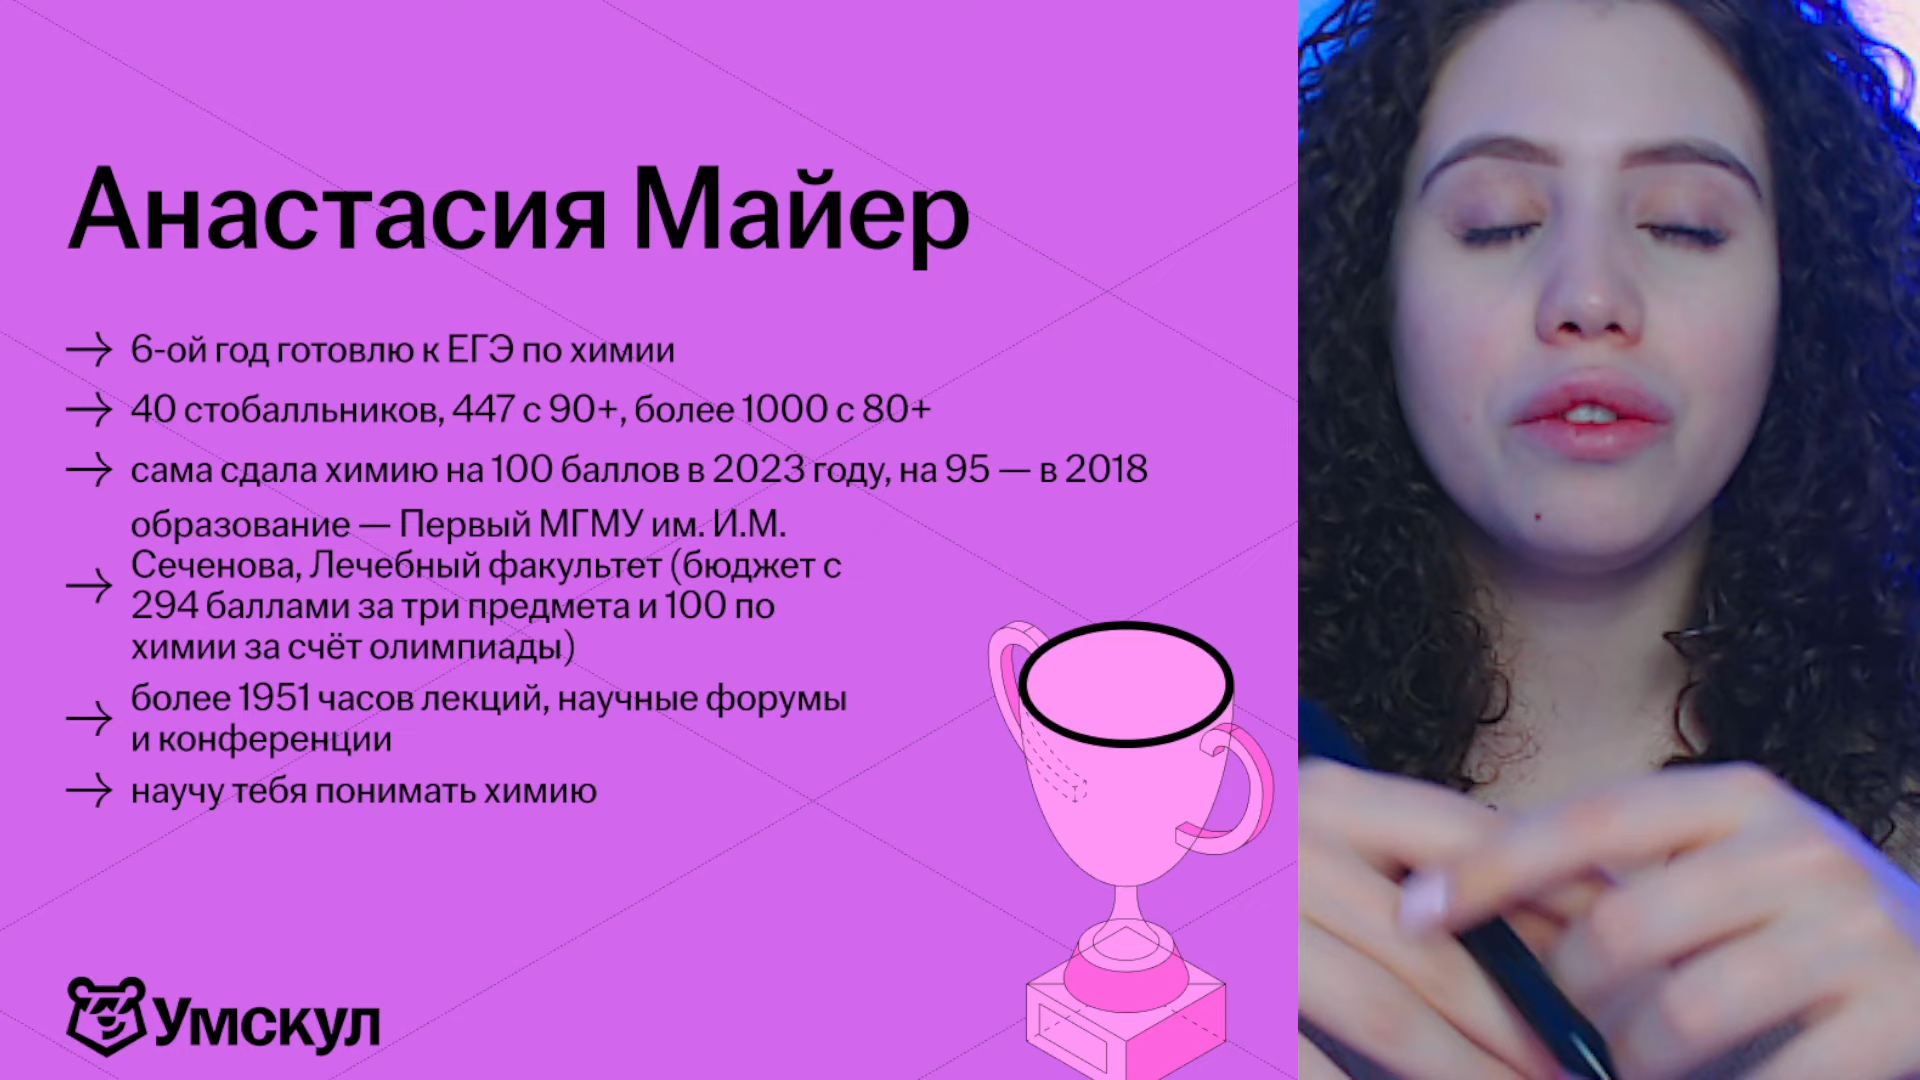 Анастасия Майер
6-ой год готовлю к ЕГЭ по химии
40 стобалльников, 447 с 90+, более 1000 с 80+
сама сдала химию на 100 баллов в 2023 году, на 95 — в 2018
образование — Первый МГМУ им. И.М.
Сеченова, Лечебный факультет (бюджет с
294 баллами за три предмета и 100 по
химии за счёт олимпиады)
более 1951 часов лекций, научные форумы
и конференции
научу тебя понимать химию
Умскул